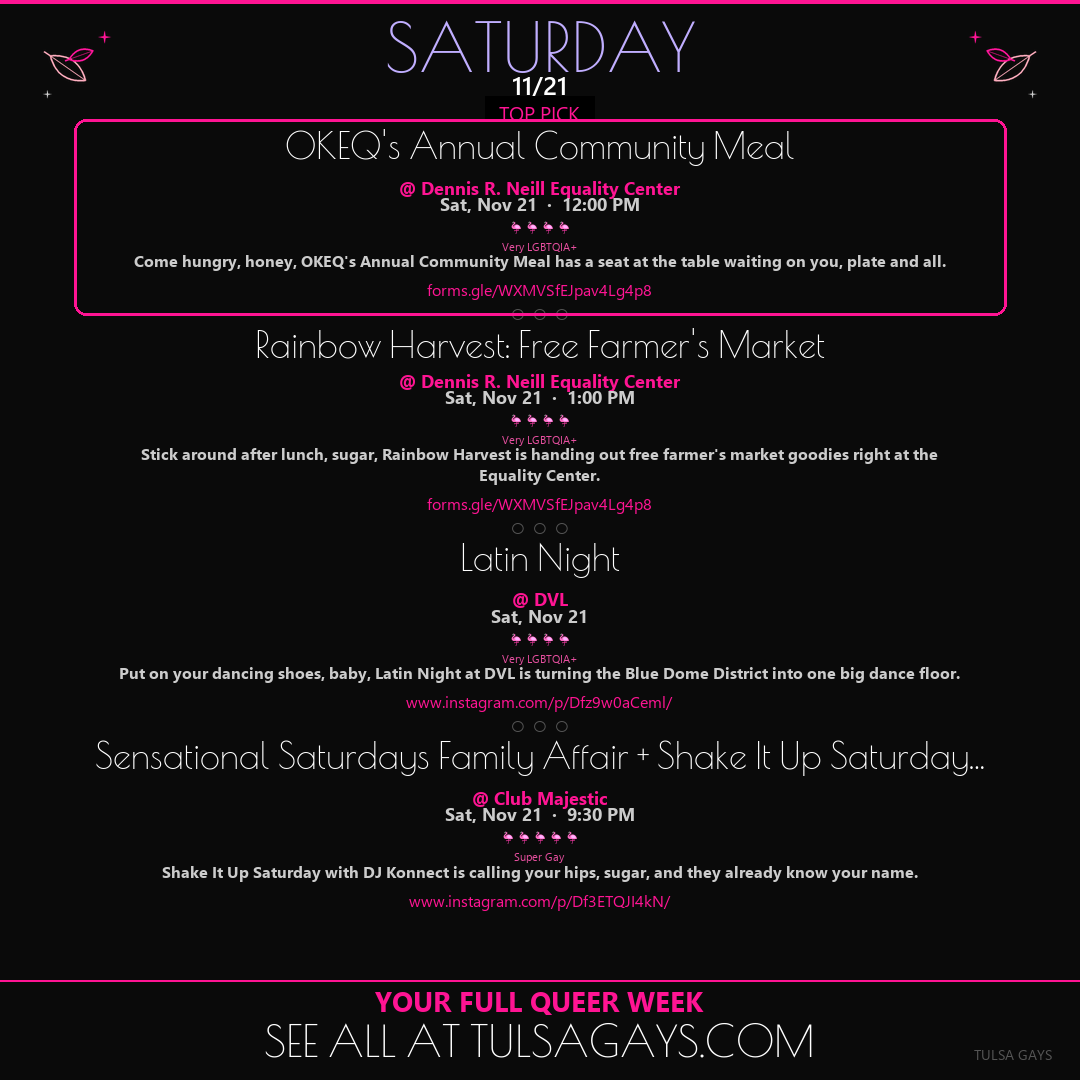 SATURDAY
11/21
TOP PICK
OKEQ's Annual Community Meal
@ Dennis R. Neill Equality Center
Sat, Nov 21 · 12:00 PM
Very LGBTQIA+
Come hungry, honey, OKEQ's Annual Community Meal has a seat at the table waiting on you, plate and all.
forms.gle/WXMVSfEJpav4Lg4p8
Rainbow Harvest: Free Farmer's Market
@ Dennis R. Neill Equality Center
Sat, Nov 21 · 1:00 PM
Very LGBTQIA+
Stick around after lunch, sugar, Rainbow Harvest is handing out free farmer's market goodies right at the
Equality Center.
forms.gle/WXMVSfEJpav4Lg4p8
Latin Night
@ DVL
Sat, Nov 21
Very LGBTQIA+
Put on your dancing shoes, baby, Latin Night at DVL is turning the Blue Dome District into one big dance floor.
www.instagram.com/p/Dfz9w0aCeml/
Sensational Saturdays Family Affair + Shake It Up Saturday...
@ Club Majestic
Sat, Nov 21 · 9:30 PM
Super Gay
Shake It Up Saturday with DJ Konnect is calling your hips, sugar, and they already know your name.
www.instagram.com/p/Df3ETQJI4kN/
YOUR FULL QUEER WEEK
SEE ALL AT TULSAGAYS.COM
TULSA GAYS